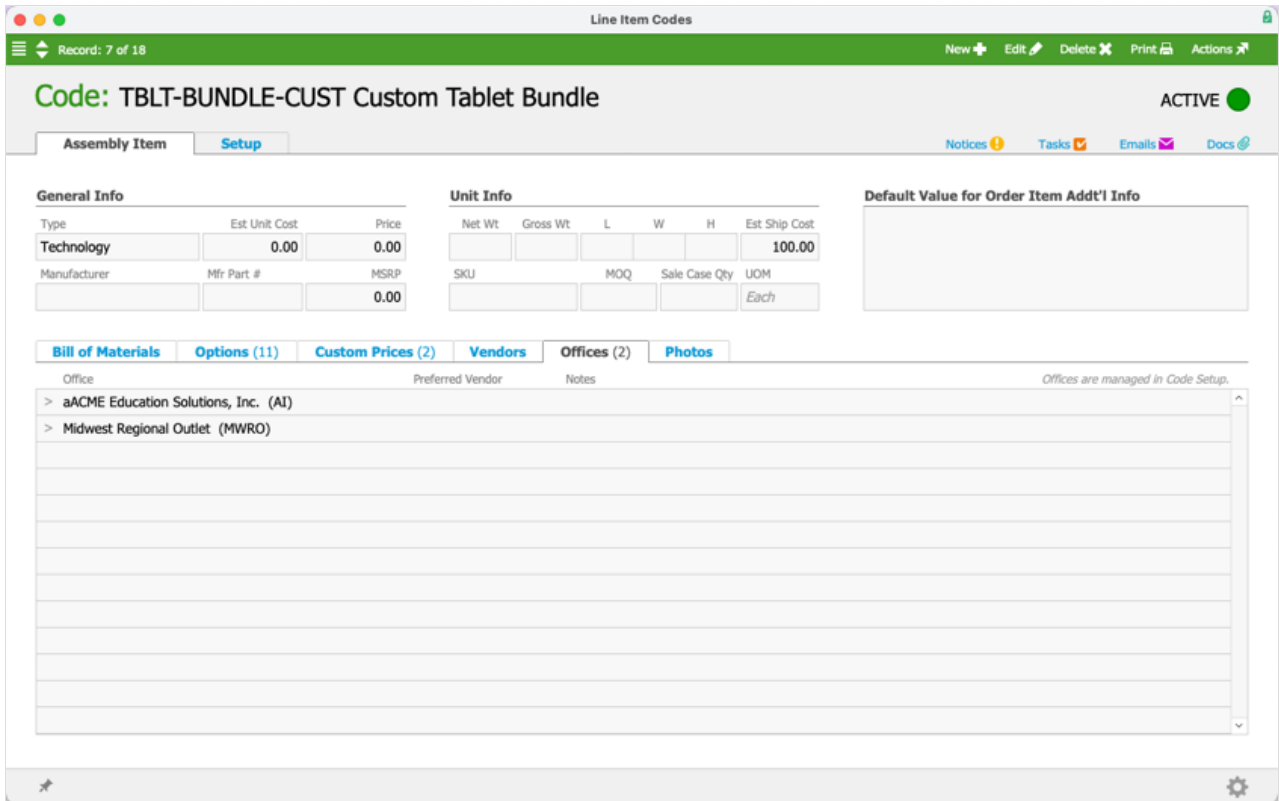 Line Item Codes
Record: 7 of 18 New Edit Delete Print Actions
Code: TBLT-BUNDLE-CUST Custom Tablet Bundle ACTIVE
Assembly Item Setup Notices Tasks Emails Docs
General Info Unit Info Default Value for Order Item Addt'l Info
Type Est Unit Cost Price Net Wt Gross Wt L W H Est Ship Cost
Technology 0.00 0.00 100.00
Manufacturer Mfr Part # MSRP SKU MOQ Sale Case Qty UOM
0.00 Each
Bill of Materials Options (11) Custom Prices (2) Vendors Offices (2) Photos
Office Preferred Vendor Notes Offices are managed in Code Setup.
> aACME Education Solutions, Inc. (AI)
> Midwest Regional Outlet (MWRO)